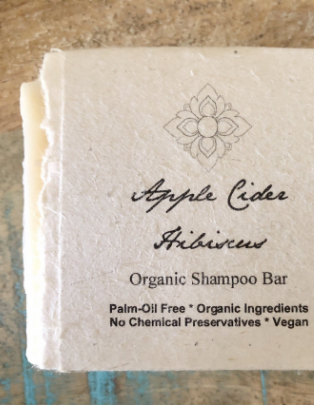 Apple Cider
Hibiscus
Organic Shampoo Bar
Palm-Oil Free * Organic Ingredients
No Chemical Preservatives * Vegan